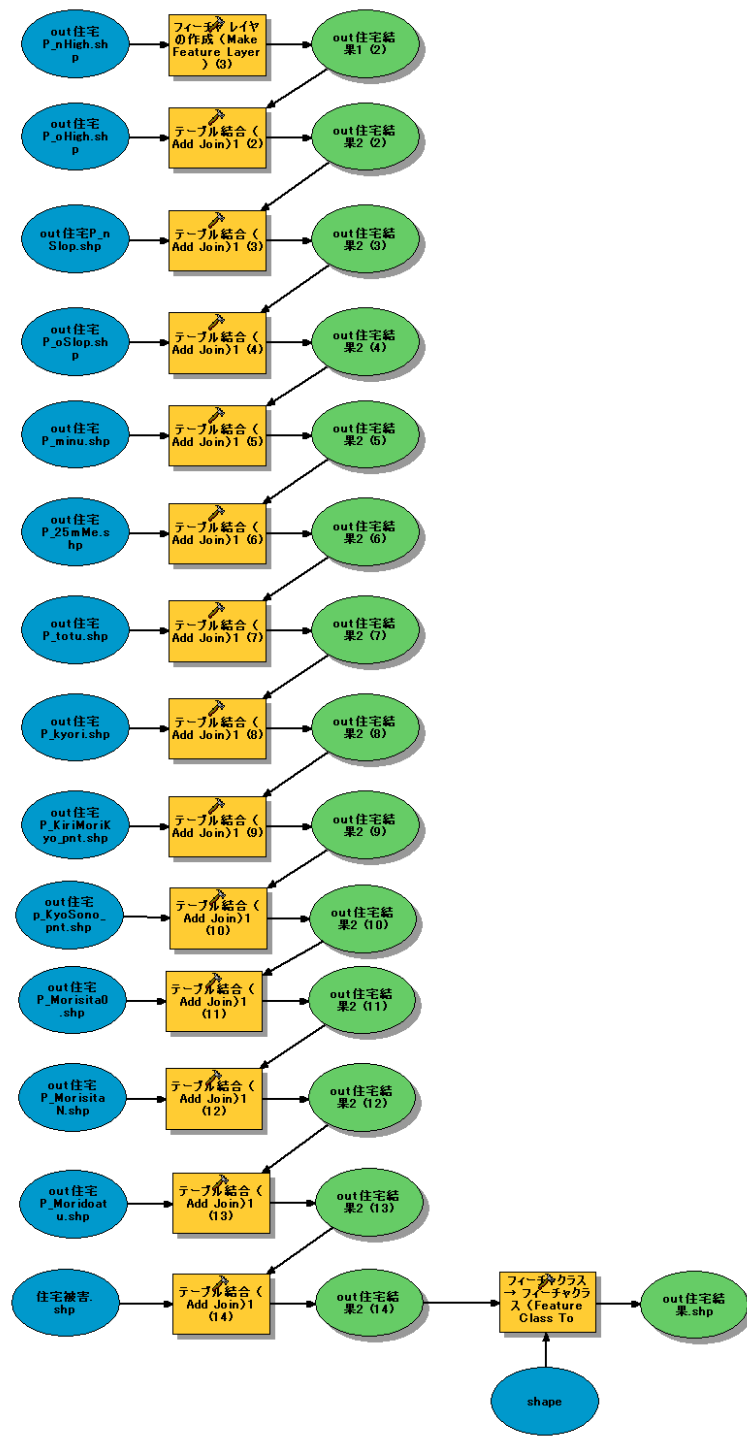 out住宅
P_nHigh.sh
p
フィーチャ レイヤ
の作成 (Make
Feature Layer
) (3)
out住宅結
果1 (2)
out住宅
P_oHigh.sh
p
テーブル結合 (
Add Join)1 (2)
out住宅結
果2 (2)
out住宅P_n
Slop.shp
テーブル結合 (
Add Join)1 (3)
out住宅結
果2 (3)
out住宅
P_oSlop.sh
p
テーブル結合 (
Add Join)1 (4)
out住宅結
果2 (4)
out住宅
P_minu.shp
テーブル結合 (
Add Join)1 (5)
out住宅結
果2 (5)
out住宅
P_25mMe.s
hp
テーブル結合 (
Add Join)1 (6)
out住宅結
果2 (6)
out住宅
P_totu.shp
テーブル結合 (
Add Join)1 (7)
out住宅結
果2 (7)
out住宅
P_kyori.shp
テーブル結合 (
Add Join)1 (8)
out住宅結
果2 (8)
out住宅
P_KiriMoriK
yo_pnt.shp
テーブル結合 (
Add Join)1 (9)
out住宅結
果2 (9)
out住宅
p_KyoSono_
pnt.shp
テーブル結合 (
Add Join)1
(10)
out住宅結
果2 (10)
out住宅
P_MorisitaO
.shp
テーブル結合 (
Add Join)1
(11)
out住宅結
果2 (11)
out住宅
P_Morisita
N.shp
テーブル結合 (
Add Join)1
(12)
out住宅結
果2 (12)
out住宅
P_Moridoat
u.shp
テーブル結合 (
Add Join)1
(13)
out住宅結
果2 (13)
住宅被害.
shp
テーブル結合 (
Add Join)1
(14)
out住宅結
果2 (14)
フィーチャクラス
→ フィーチャクラ
ス (Feature
Class To
out住宅結
果.shp
shape